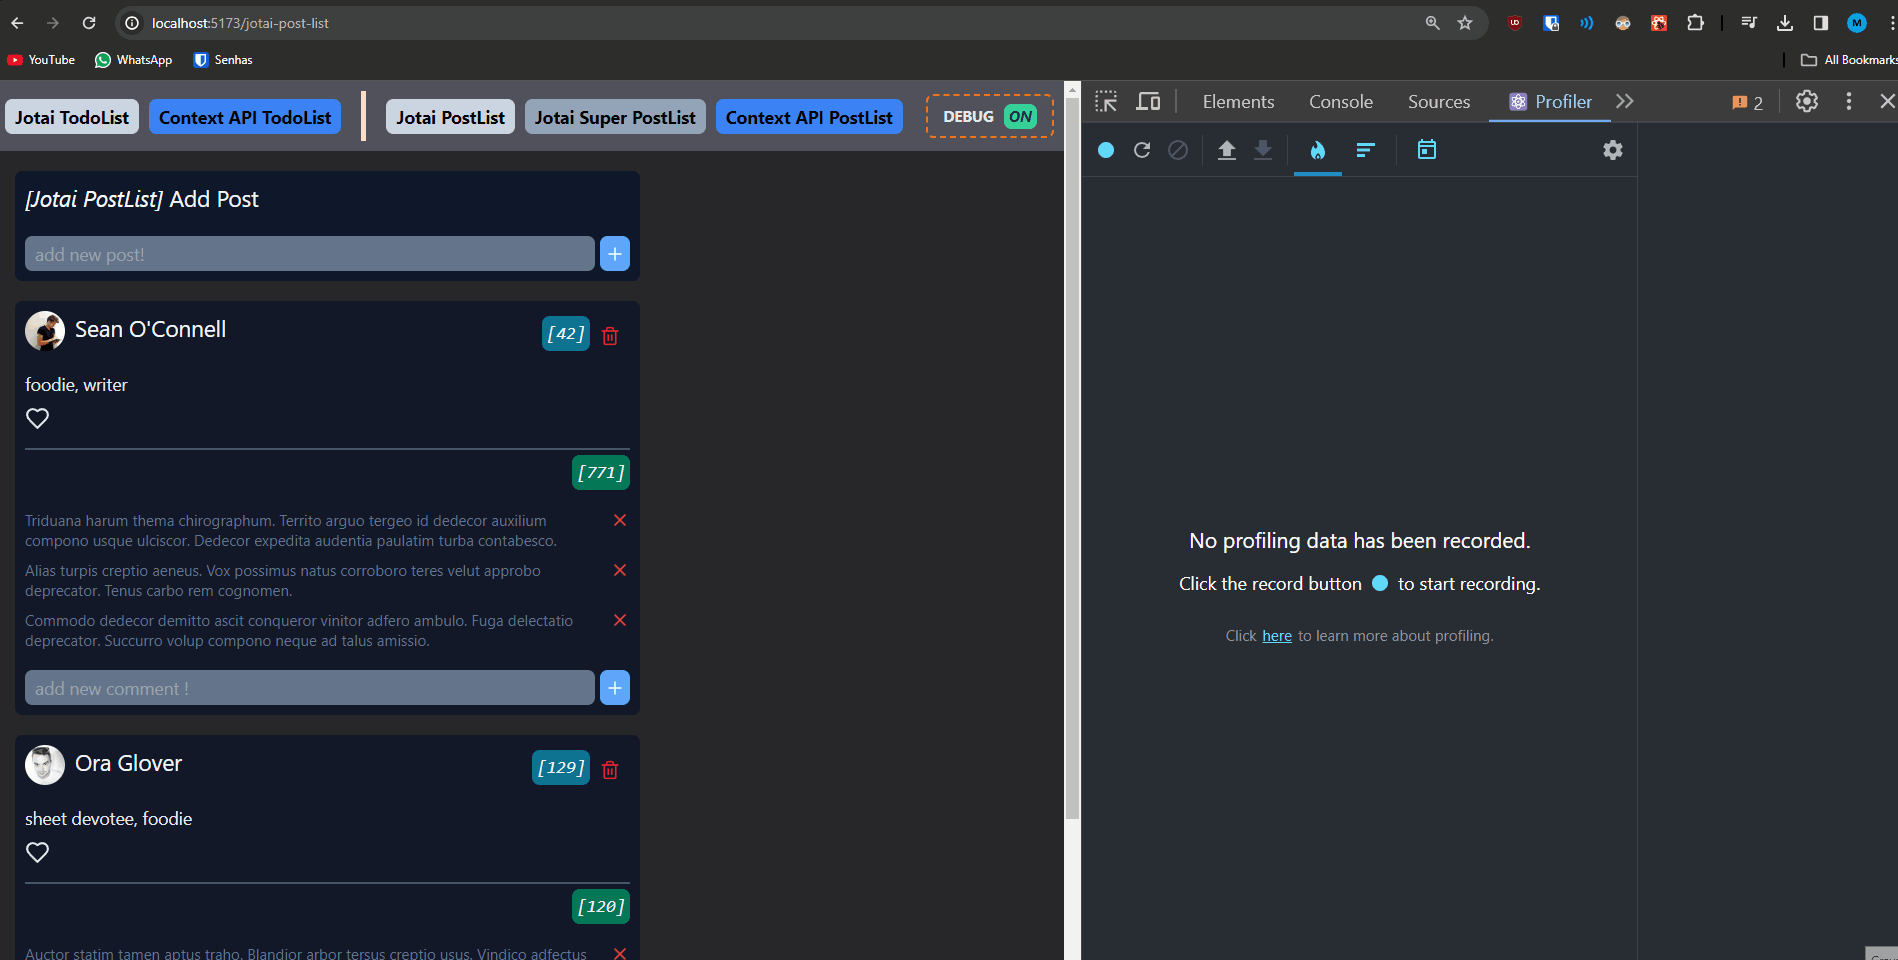 localhost:5173/jotai-post-list
YouTube WhatsApp Senhas All Bookmarks
Jotai TodoList Context API TodoList Jotai PostList Jotai Super PostList Context API PostList DEBUG ON
Elements Console Sources Profiler 2
[Jotai PostList] Add Post
add new post!
Sean O'Connell [42]
foodie, writer
[771]
Triduana harum thema chirographum. Territo arguo tergeo id dedecor auxilium
compono usque ulciscor. Dedecor expedita audentia paulatim turba contabesco.
Alias turpis creptio aeneus. Vox possimus natus corroboro teres velut approbo
deprecator. Tenus carbo rem cognomen.
Commodo dedecor demitto ascit conqueror vinitor adfero ambulo. Fuga delectatio
deprecator. Succurro volup compono neque ad talus amissio.
add new comment !
Ora Glover [129]
sheet devotee, foodie
[120]
Auctor statim tamen aptus traho. Blandior arbor tersus creptio usus. Vindico adfectus
No profiling data has been recorded.
Click the record button to start recording.
Click here to learn more about profiling.